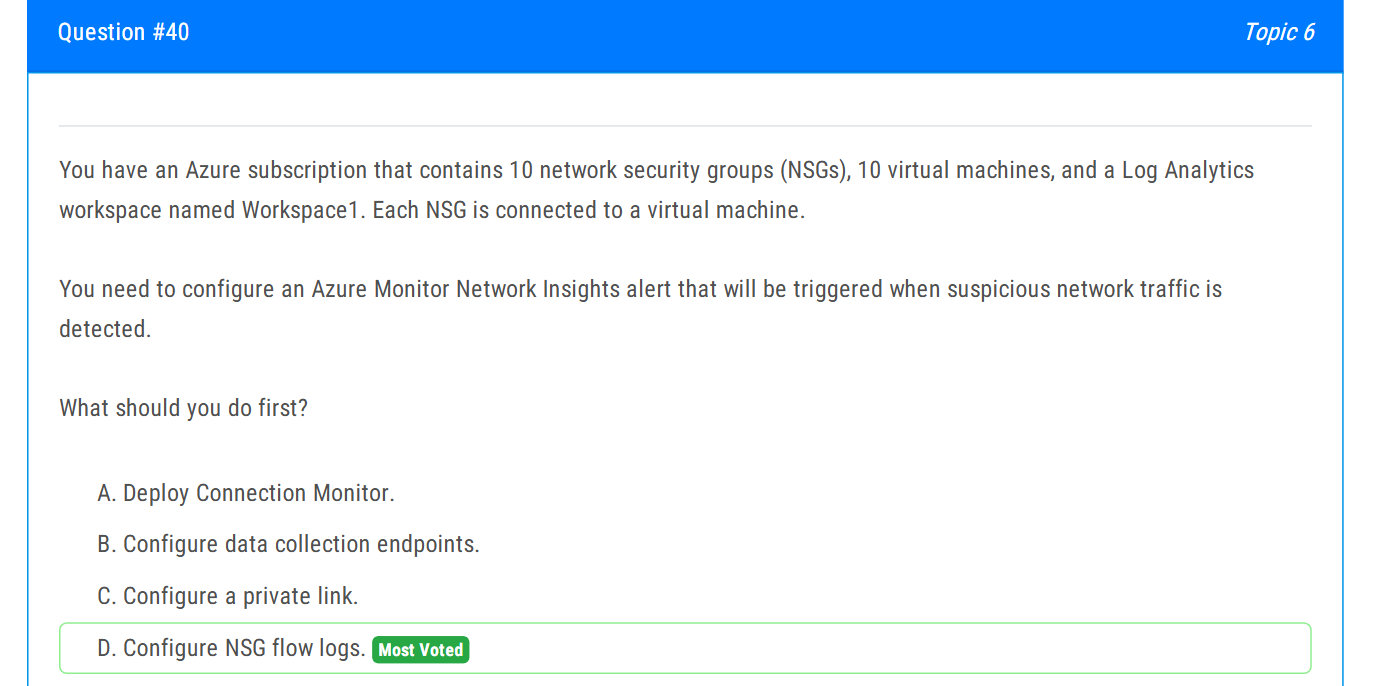 Question #40
Topic 6
You have an Azure subscription that contains 10 network security groups (NSGs), 10 virtual machines, and a Log Analytics
workspace named Workspace1. Each NSG is connected to a virtual machine.
You need to configure an Azure Monitor Network Insights alert that will be triggered when suspicious network traffic is
detected.
What should you do first?
A. Deploy Connection Monitor.
B. Configure data collection endpoints.
C. Configure a private link.
D. Configure NSG flow logs. Most Voted